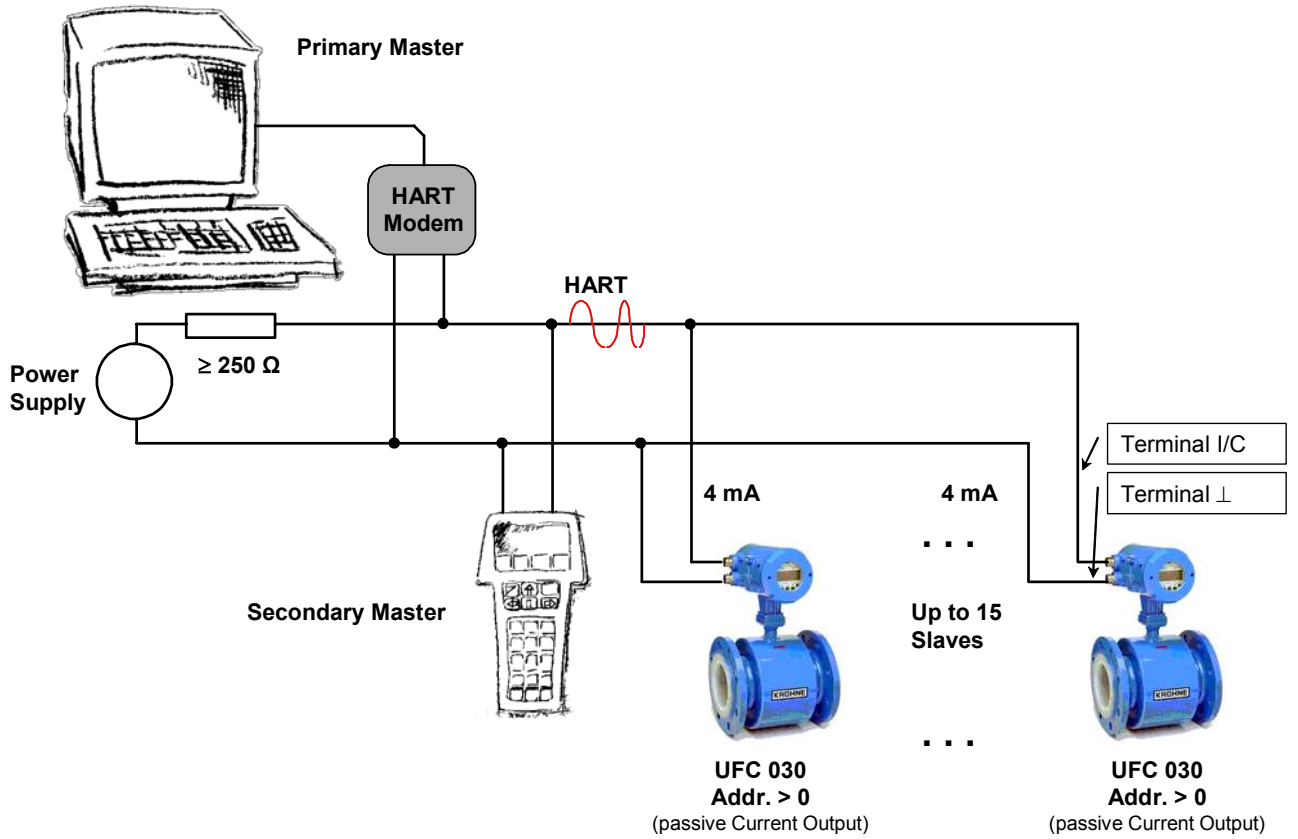 Primary Master
HART
Modem
HART
≥ 250 Ω
Power
Supply
Terminal I/C
4 mA
4 mA
Terminal ⊥
. . .
Secondary Master
Up to 15
Slaves
KROHNE
KROHNE
. . .
UFC 030
Addr. > 0
(passive Current Output)
UFC 030
Addr. > 0
(passive Current Output)